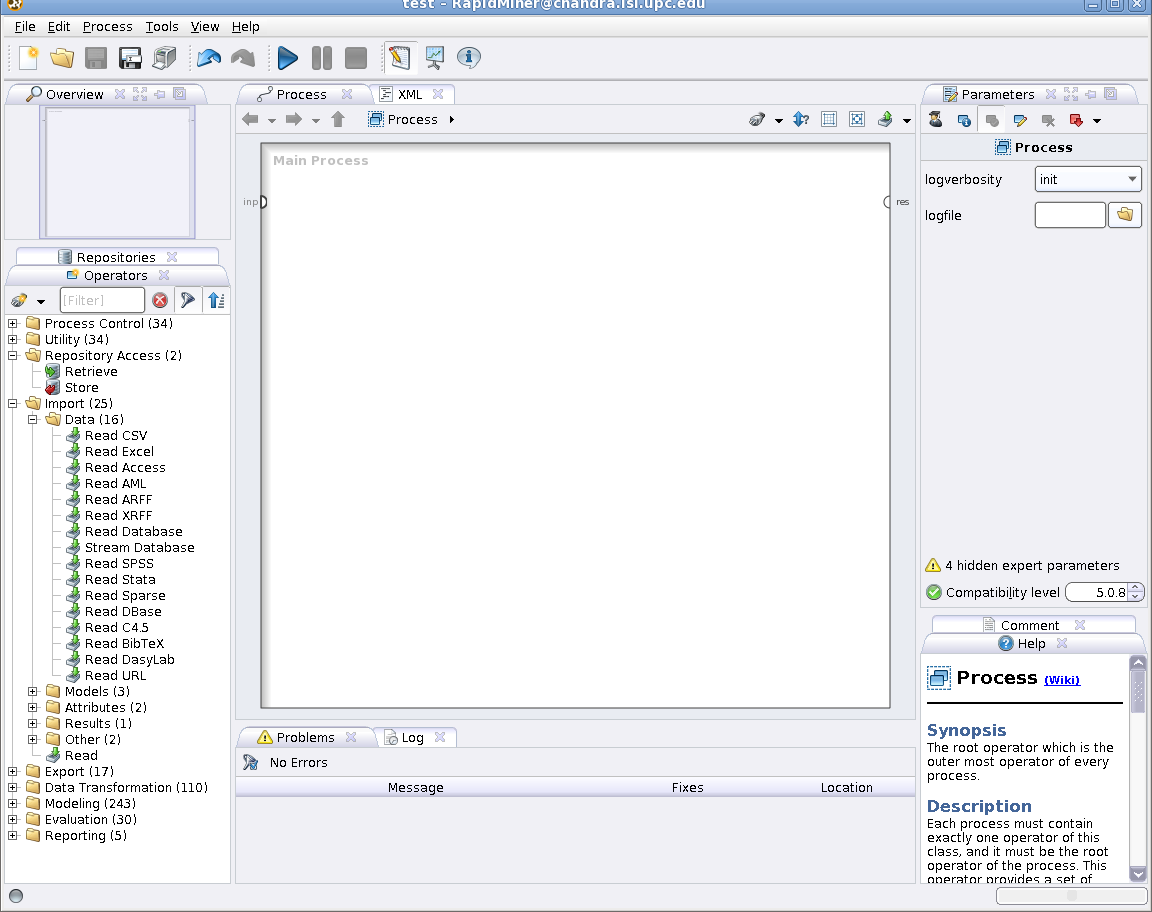 test – RapidMiner@chandra.lsi.upc.edu
File Edit Process Tools View Help
Overview
Process
XML
Parameters
Process
Process
Main Process
inp
res
logverbosity
init
logfile
Repositories
Operators
[Filter]
Process Control (34)
Utility (34)
Repository Access (2)
Retrieve
Store
Import (25)
Data (16)
Read CSV
Read Excel
Read Access
Read AML
Read ARFF
Read XRFF
Read Database
Stream Database
Read SPSS
Read Stata
Read Sparse
Read DBase
Read C4.5
Read BibTeX
Read DasyLab
Read URL
Models (3)
Attributes (2)
Results (1)
Other (2)
Read
Export (17)
Data Transformation (110)
Modeling (243)
Evaluation (30)
Reporting (5)
Problems
Log
No Errors
Message Fixes Location
4 hidden expert parameters
Compatibility level 5.0.8
Comment
Help
Process (Wiki)
Synopsis
The root operator which is the
outer most operator of every
process.
Description
Each process must contain
exactly one operator of this
class, and it must be the root
operator of the process. This
operator provides a set of